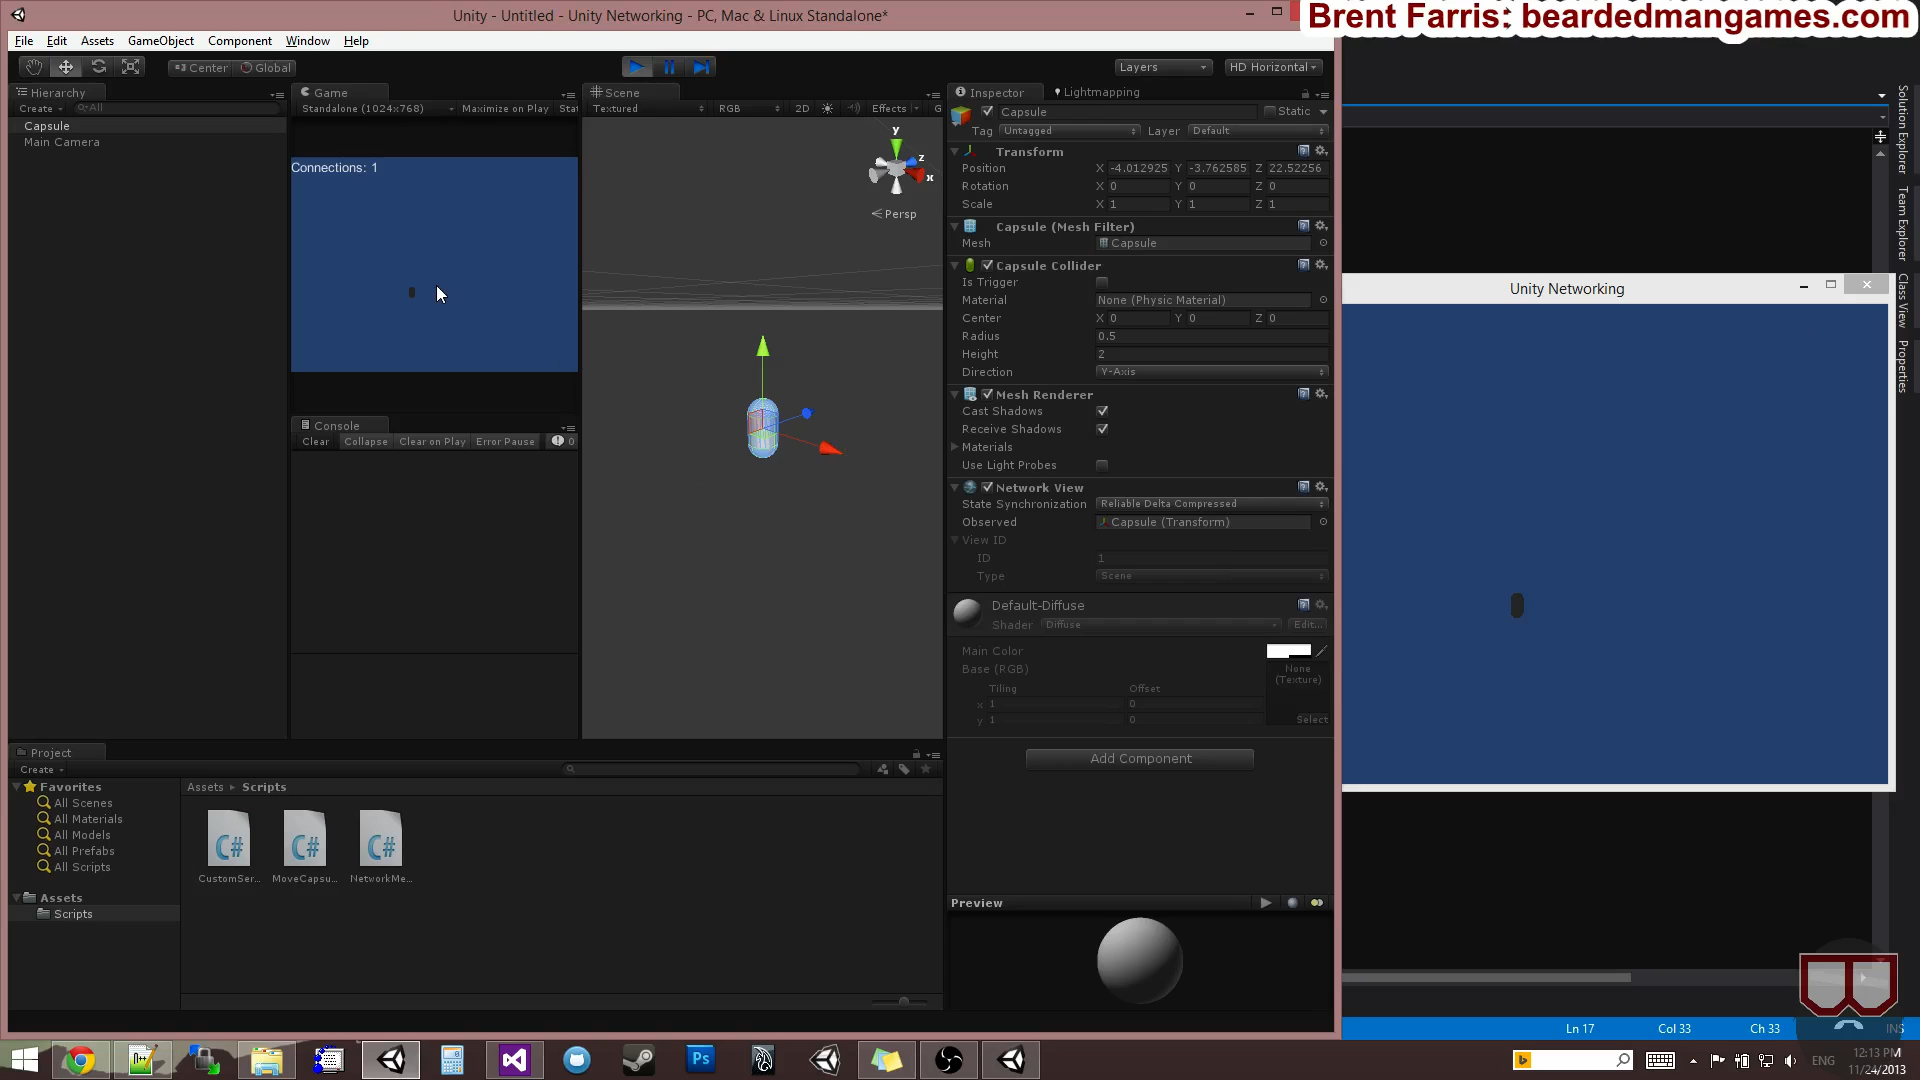 Unity - Untitled - Unity Networking - PC, Mac & Linux Standalone*
Brent Farris: beardedmangames.com
File Edit Assets GameObject Component Window Help
Center Global
Layers
HD Horizontal
Hierarchy
Create
All
Capsule
Main Camera
Game
Standalone (1024x768)
Maximize on Play
Stat
Connections: 1
Console
Clear
Collapse
Clear on Play
Error Pause
0
Scene
Textured
RGB
2D
Effects
G
y
z
x
Persp
Inspector
Lightmapping
Capsule
Static
Tag
Untagged
Layer
Default
Transform
Position X -4.012925 Y -3.762585 Z 22.52256
Rotation X 0 Y 0 Z 0
Scale X 1 Y 1 Z 1
Capsule (Mesh Filter)
Mesh
Capsule
Capsule Collider
Is Trigger
Material
None (Physic Material)
Center X 0 Y 0 Z 0
Radius 0.5
Height 2
Direction Y-Axis
Mesh Renderer
Cast Shadows
Receive Shadows
Materials
Use Light Probes
Network View
State Synchronization
Reliable Delta Compressed
Observed
Capsule (Transform)
View ID
ID 1
Type Scene
Default-Diffuse
Shader Diffuse
Edit...
Main Color
Base (RGB)
None
(Texture)
Tiling Offset
x 1 0
y 1 0
Select
Add Component
Preview
Project
Create
Favorites
All Scenes
All Materials
All Models
All Prefabs
All Scripts
Assets
Scripts
Assets ▸ Scripts
C# C# C#
CustomSer... MoveCapsu... NetworkMe...
Unity Networking
Solution Explorer
Team Explorer
Class View
Properties
Ln 17 Col 33 Ch 33 INS
Ps
ENG
12:13 PM
11/24/2013